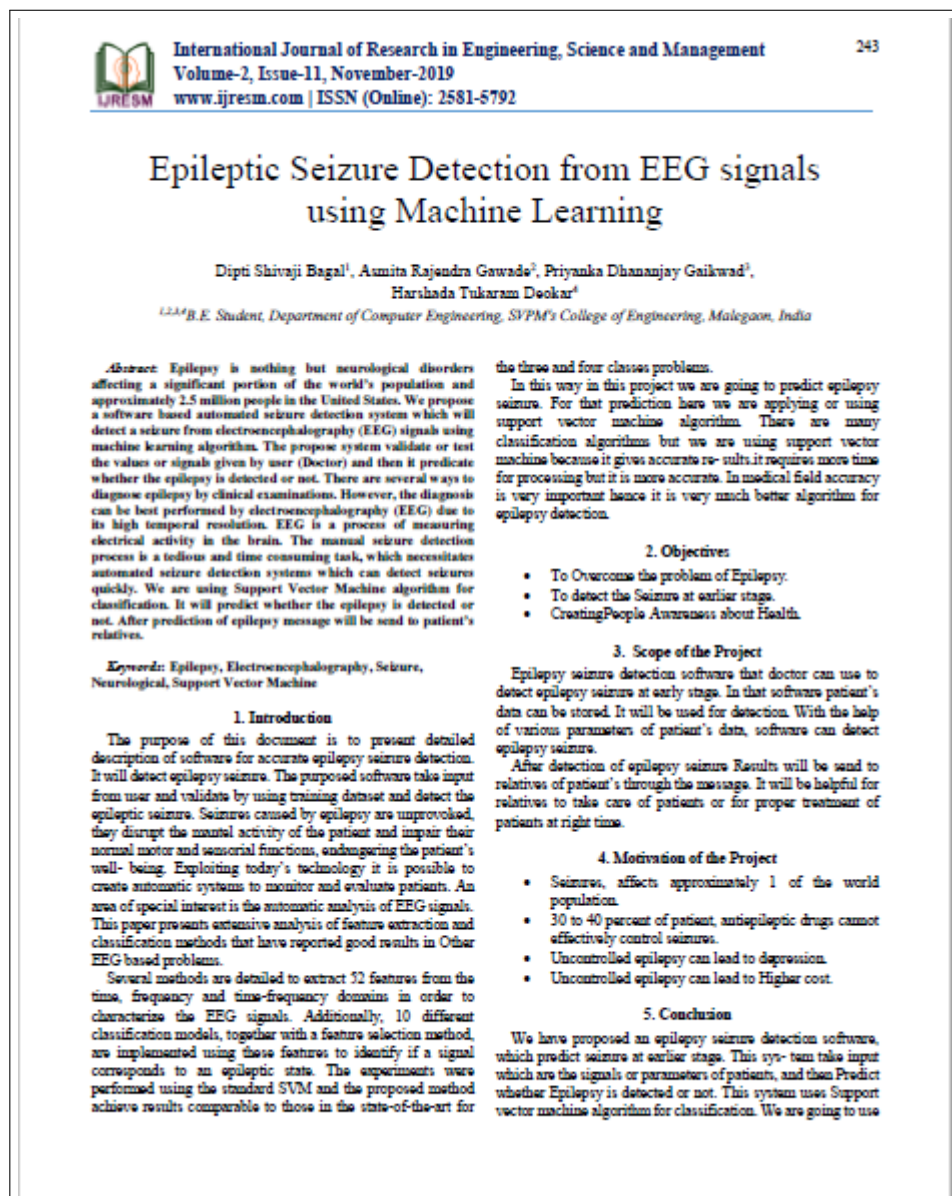 International Journal of Research in Engineering, Science and Management
243
Volume-2, Issue-11, November-2019
www.ijresm.com | ISSN (Online): 2581-5792
IJRESM
Epileptic Seizure Detection from EEG signals
using Machine Learning
Dipti Shivaji Bagal1, Asmita Rajendra Gawade2, Priyanka Dhananjay Gaikwad3,
Harshada Tukaram Deokar4
1,2,3,4B.E. Student, Department of Computer Engineering, SVPM's College of Engineering, Malegaon, India
Abstract: Epilepsy is nothing but neurological disorders
affecting a significant portion of the world's population and
approximately 2.5 million people in the United States. We propose
a software based automated seizure detection system which will
detect a seizure from electroencephalography (EEG) signals using
machine learning algorithm. The propose system validate or test
the values or signals given by user (Doctor) and then it predicate
whether the epilepsy is detected or not. There are several ways to
diagnose epilepsy by clinical examinations. However, the diagnosis
can be best performed by electroencephalography (EEG) due to
its high temporal resolution. EEG is a process of measuring
electrical activity in the brain. The manual seizure detection
process is a tedious and time consuming task, which necessitates
automated seizure detection systems which can detect seizures
quickly. We are using Support Vector Machine algorithm for
classification. It will predict whether the epilepsy is detected or
not. After prediction of epilepsy message will be send to patient's
relatives.
Keywords: Epilepsy, Electroencephalography, Seizure,
Neurological, Support Vector Machine
1. Introduction
The purpose of this document is to present detailed
description of software for accurate epilepsy seizure detection.
It will detect epilepsy seizure. The purposed software take input
from user and validate by using training dataset and detect the
epileptic seizure. Seizures caused by epilepsy are unprovoked,
they disrupt the mantel activity of the patient and impair their
normal motor and sensorial functions, endangering the patient's
well- being. Exploiting today's technology it is possible to
create automatic systems to monitor and evaluate patients. An
area of special interest is the automatic analysis of EEG signals.
This paper presents extensive analysis of feature extraction and
classification methods that have reported good results in Other
EEG based problems.
Several methods are detailed to extract 52 features from the
time, frequency and time-frequency domains in order to
characterize the EEG signals. Additionally, 10 different
classification models, together with a feature selection method,
are implemented using these features to identify if a signal
corresponds to an epileptic state. The experiments were
performed using the standard SVM and the proposed method
achieve results comparable to those in the state-of-the-art for
the three and four classes problems.
In this way in this project we are going to predict epilepsy
seizure. For that prediction here we are applying or using
support vector machine algorithm. There are many
classification algorithms but we are using support vector
machine because it gives accurate re- sults.it requires more time
for processing but it is more accurate. In medical field accuracy
is very important hence it is very much better algorithm for
epilepsy detection.
2. Objectives
• To Overcome the problem of Epilepsy.
• To detect the Seizure at earlier stage.
• CreatingPeople Awareness about Health.
3. Scope of the Project
Epilepsy seizure detection software that doctor can use to
detect epilepsy seizure at early stage. In that software patient's
data can be stored. It will be used for detection. With the help
of various parameters of patient's data, software can detect
epilepsy seizure.
After detection of epilepsy seizure Results will be send to
relatives of patient's through the message. It will be helpful for
relatives to take care of patients or for proper treatment of
patients at right time.
4. Motivation of the Project
• Seizures, affects approximately 1 of the world
population.
• 30 to 40 percent of patient, antiepileptic drugs cannot
effectively control seizures.
• Uncontrolled epilepsy can lead to depression.
• Uncontrolled epilepsy can lead to Higher cost.
5. Conclusion
We have proposed an epilepsy seizure detection software,
which predict seizure at earlier stage. This sys- tem take input
which are the signals or parameters of patients, and then Predict
whether Epilepsy is detected or not. This system uses Support
vector machine algorithm for classification. We are going to use